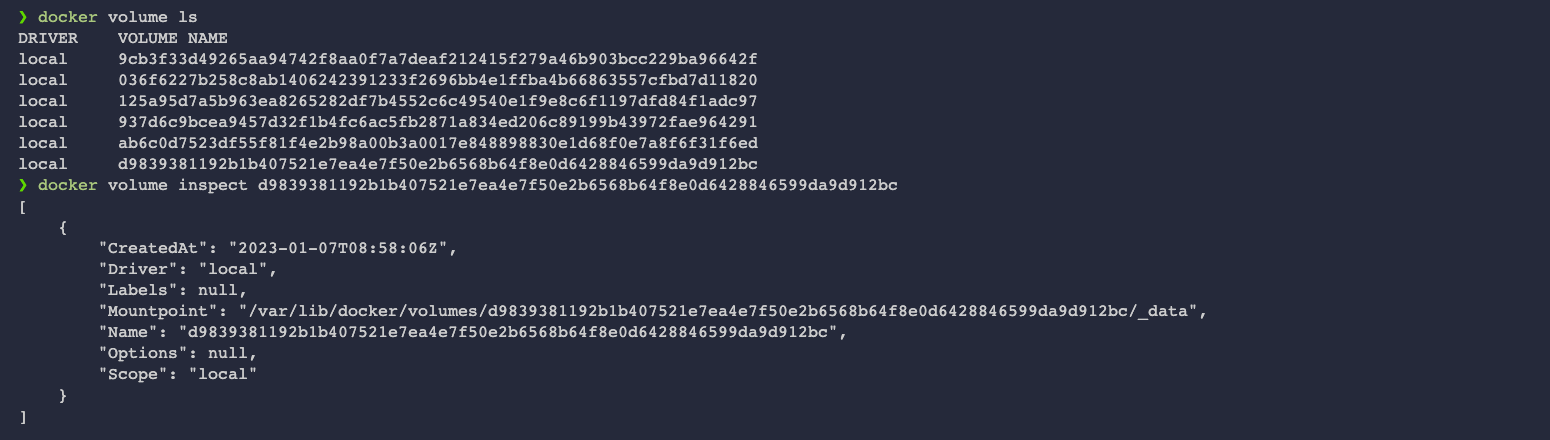 ❯ docker volume ls
DRIVER    VOLUME NAME
local     9cb3f33d49265aa94742f8aa0f7a7deaf212415f279a46b903bcc229ba96642f
local     036f6227b258c8ab1406242391233f2696bb4e1ffba4b66863557cfbd7d11820
local     125a95d7a5b963ea8265282df7b4552c6c49540e1f9e8c6f1197dfd84f1adc97
local     937d6c9bcea9457d32f1b4fc6ac5fb2871a834ed206c89199b43972fae964291
local     ab6c0d7523df55f81f4e2b98a00b3a0017e848898830e1d68f0e7a8f6f31f6ed
local     d9839381192b1b407521e7ea4e7f50e2b6568b64f8e0d6428846599da9d912bc
❯ docker volume inspect d9839381192b1b407521e7ea4e7f50e2b6568b64f8e0d6428846599da9d912bc
[
    {
        "CreatedAt": "2023-01-07T08:58:06Z",
        "Driver": "local",
        "Labels": null,
        "Mountpoint": "/var/lib/docker/volumes/d9839381192b1b407521e7ea4e7f50e2b6568b64f8e0d6428846599da9d912bc/_data",
        "Name": "d9839381192b1b407521e7ea4e7f50e2b6568b64f8e0d6428846599da9d912bc",
        "Options": null,
        "Scope": "local"
    }
]